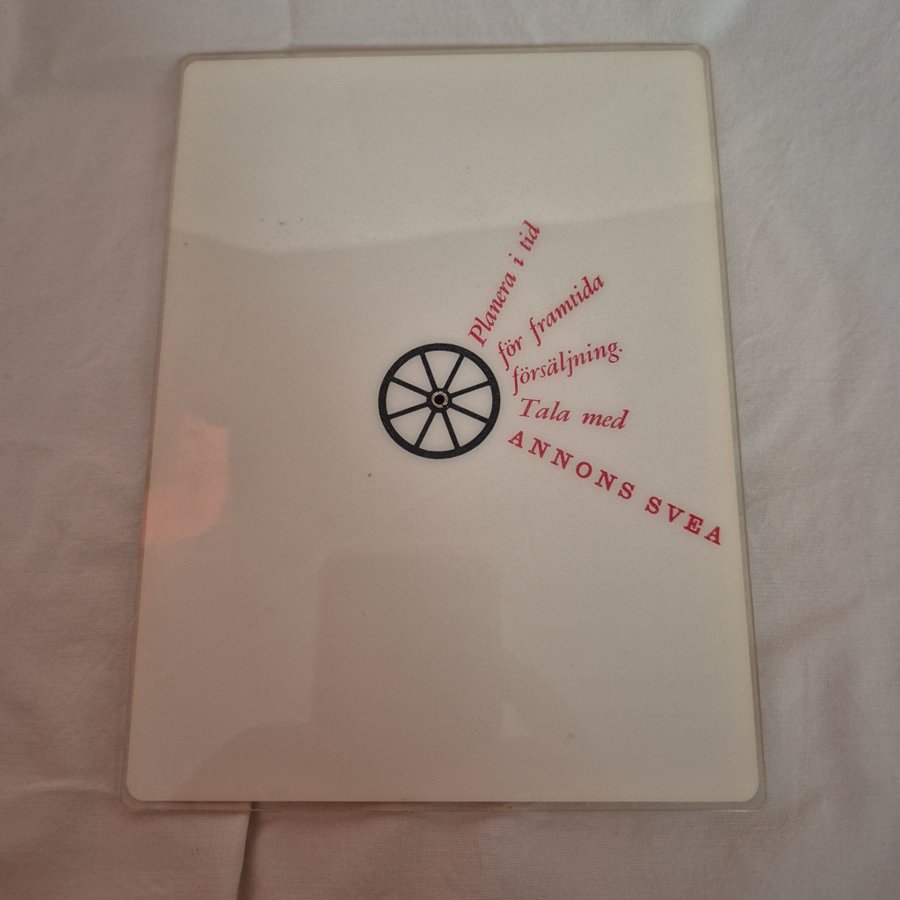 Planera i tid
för framtida
försäljning.
Tala med
ANNONS SVEA